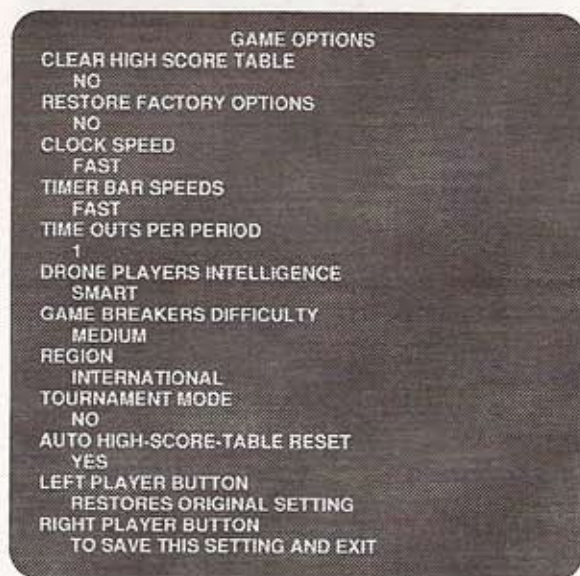 GAME OPTIONS
CLEAR HIGH SCORE TABLE
NO
RESTORE FACTORY OPTIONS
NO
CLOCK SPEED
FAST
TIMER BAR SPEEDS
FAST
TIME OUTS PER PERIOD
1
DRONE PLAYERS INTELLIGENCE
SMART
GAME BREAKERS DIFFICULTY
MEDIUM
REGION
INTERNATIONAL
TOURNAMENT MODE
NO
AUTO HIGH-SCORE-TABLE RESET
YES
LEFT PLAYER BUTTON
RESTORES ORIGINAL SETTING
RIGHT PLAYER BUTTON
TO SAVE THIS SETTING AND EXIT